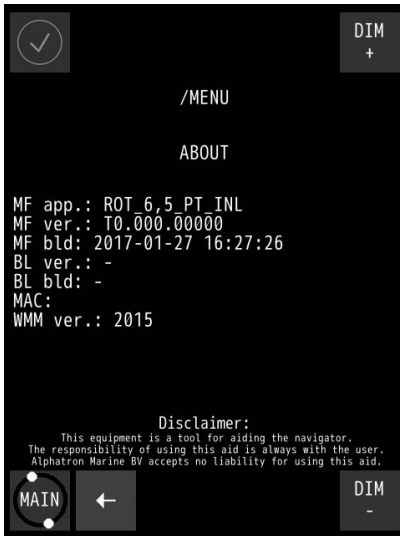 DIM
+
/MENU
ABOUT
MF app.: ROT_6,5_PT_INL
MF ver.: T0.000.00000
MF bld: 2017-01-27 16:27:26
BL ver.: -
BL bld: -
MAC:
WMM ver.: 2015
Disclaimer:
This equipment is a tool for aiding the navigator.
The responsibility of using this aid is always with the user.
Alphatron Marine BV accepts no liability for using this aid.
MAIN
←
DIM
-